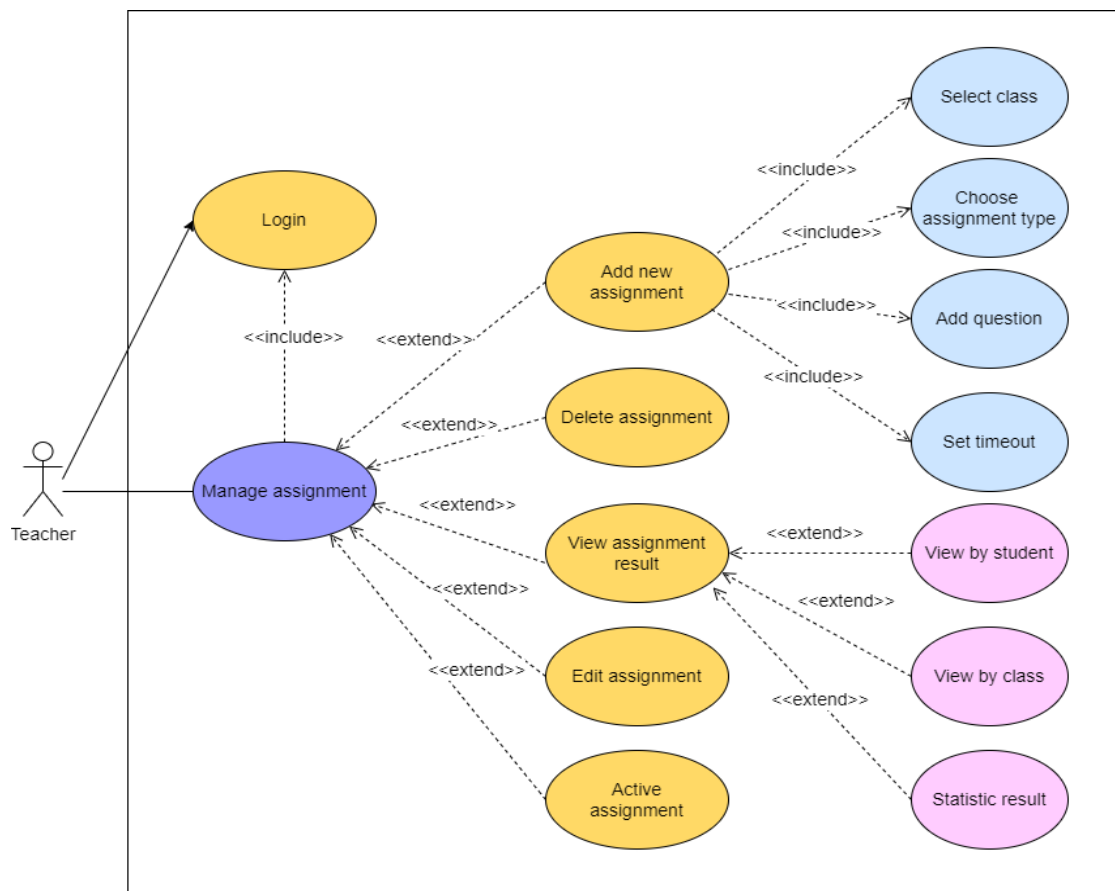 Select class
<<include>>
Choose
assignment type
Login
<<include>>
Add new
assignment
<<include>>
Add question
<<include>>
<<extend>>
<<include>>
Delete assignment
<<extend>>
Set timeout
Manage assignment
Teacher
<<extend>>
View assignment
result
<<extend>>
View by student
<<extend>>
<<extend>>
<<extend>>
Edit assignment
View by class
<<extend>>
Active
assignment
Statistic result